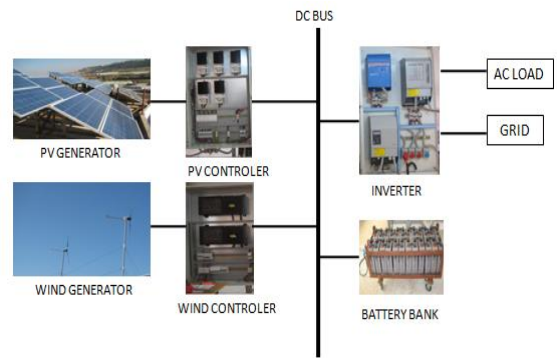 DC BUS
PV GENERATOR
PV CONTROLER
AC LOAD
GRID
INVERTER
WIND GENERATOR
WIND CONTROLER
BATTERY BANK